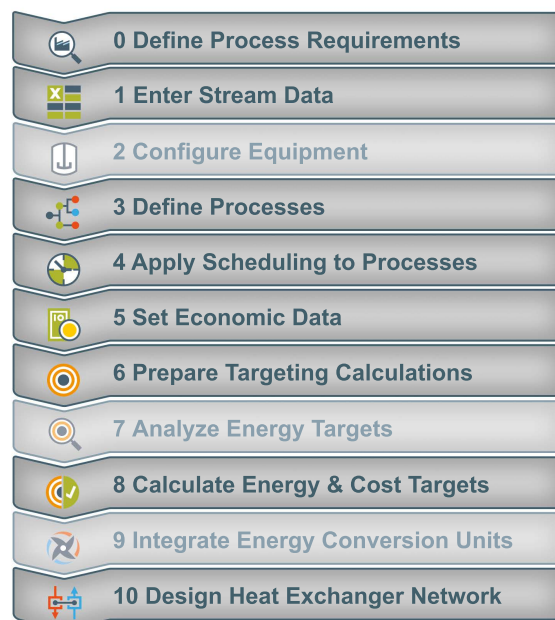 0 Define Process Requirements
1 Enter Stream Data
2 Configure Equipment
3 Define Processes
4 Apply Scheduling to Processes
5 Set Economic Data
6 Prepare Targeting Calculations
7 Analyze Energy Targets
8 Calculate Energy & Cost Targets
9 Integrate Energy Conversion Units
10 Design Heat Exchanger Network